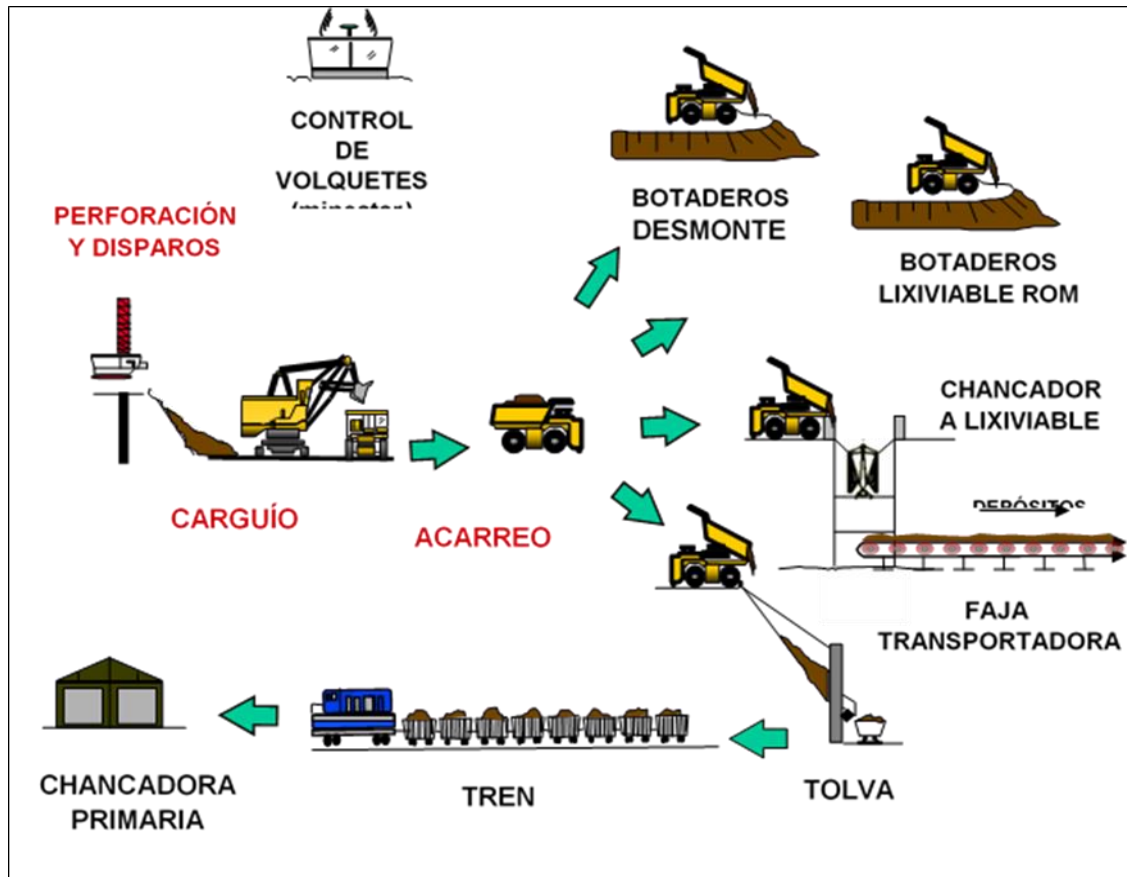 CONTROL
DE
VOLQUETES
PERFORACIÓN
Y DISPAROS
BOTADEROS
DESMONTE
BOTADEROS
LIXIVIABLE ROM
CHANCADOR
A LIXIVIABLE
DEPÓSITOS
CARGUÍO
ACARREO
FAJA
TRANSPORTADORA
CHANCADORA
PRIMARIA
TREN
TOLVA